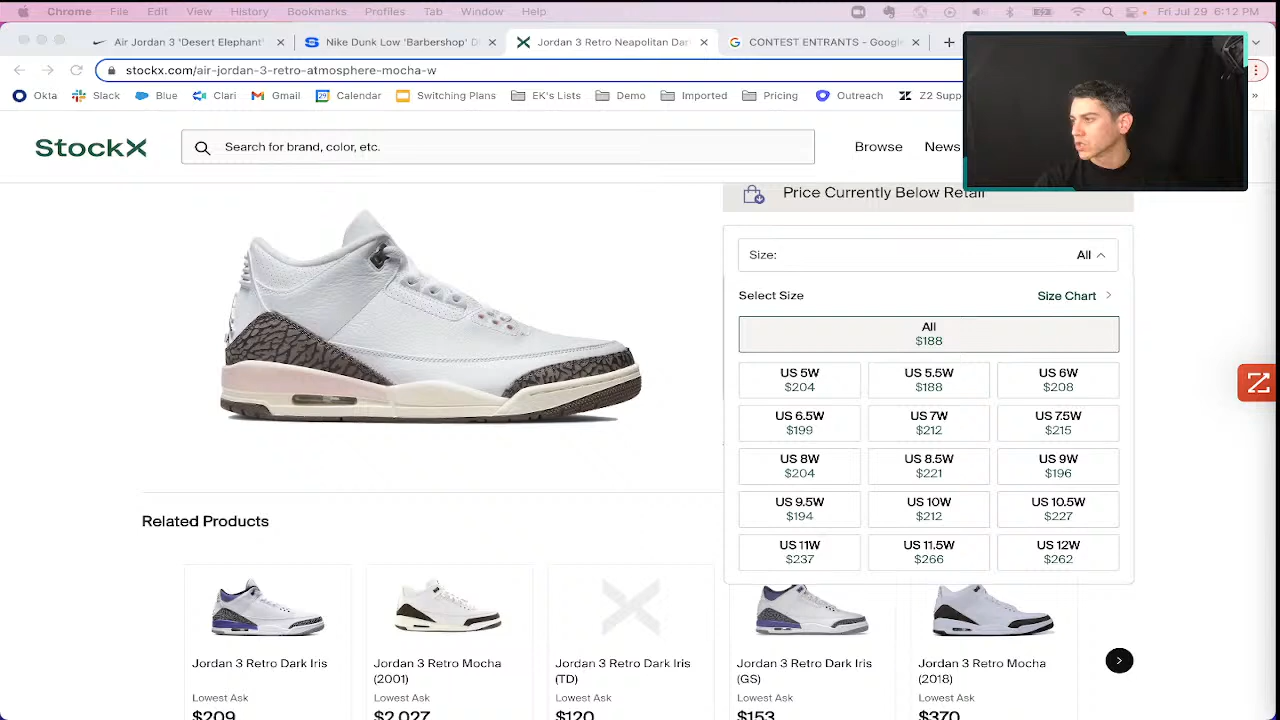 Chrome File Edit View History Bookmarks Profiles Tab Window Help Fri Jul 29 6:12 PM
Air Jordan 3 'Desert Elephant' Nike Dunk Low 'Barbershop' D Jordan 3 Retro Neapolitan Dar CONTEST ENTRANTS - Google
stockx.com/air-jordan-3-retro-atmosphere-mocha-w
Okta Slack Blue Clari Gmail Calendar Switching Plans EK's Lists Demo Imported Pricing Outreach Z2 Supp
StockX Search for brand, color, etc. Browse News
Price Currently Below Retail
Size: All
Select Size Size Chart
All
$188
US 5W US 5.5W US 6W
$204 $188 $208
US 6.5W US 7W US 7.5W
$199 $212 $215
US 8W US 8.5W US 9W
$204 $221 $196
US 9.5W US 10W US 10.5W
$194 $212 $227
US 11W US 11.5W US 12W
$237 $266 $262
Related Products
Jordan 3 Retro Dark Iris Jordan 3 Retro Mocha Jordan 3 Retro Dark Iris Jordan 3 Retro Dark Iris Jordan 3 Retro Mocha
(2001) (TD) (GS) (2018)
Lowest Ask Lowest Ask Lowest Ask Lowest Ask Lowest Ask
$209 $2,027 $120 $153 $370